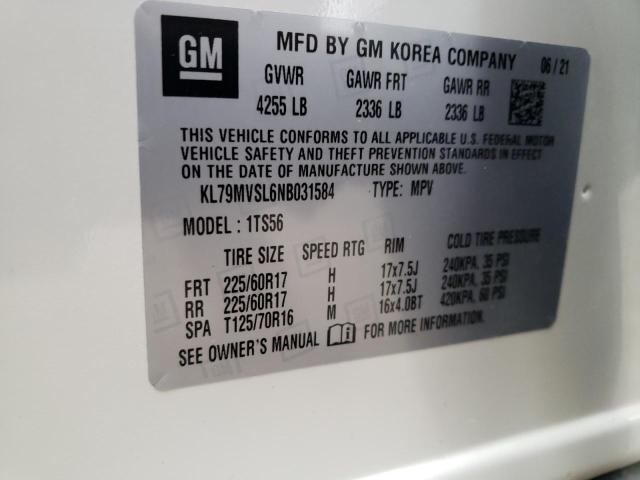 GM MFD BY GM KOREA COMPANY 06/21
GVWR GAWR FRT GAWR RR
4255 LB 2336 LB 2336 LB
THIS VEHICLE CONFORMS TO ALL APPLICABLE U.S. FEDERAL MOTOR
VEHICLE SAFETY AND THEFT PREVENTION STANDARDS IN EFFECT
ON THE DATE OF MANUFACTURE SHOWN ABOVE.
KL79MVSL6NB031584 TYPE: MPV
MODEL: 1TS56
TIRE SIZE SPEED RTG RIM COLD TIRE PRESSURE
FRT 225/60R17 H 17x7.5J 240KPA, 35 PSI
RR 225/60R17 H 17x7.5J 240KPA, 35 PSI
SPA T125/70R16 M 16x4.0BT 420KPA, 60 PSI
SEE OWNER'S MANUAL FOR MORE INFORMATION.